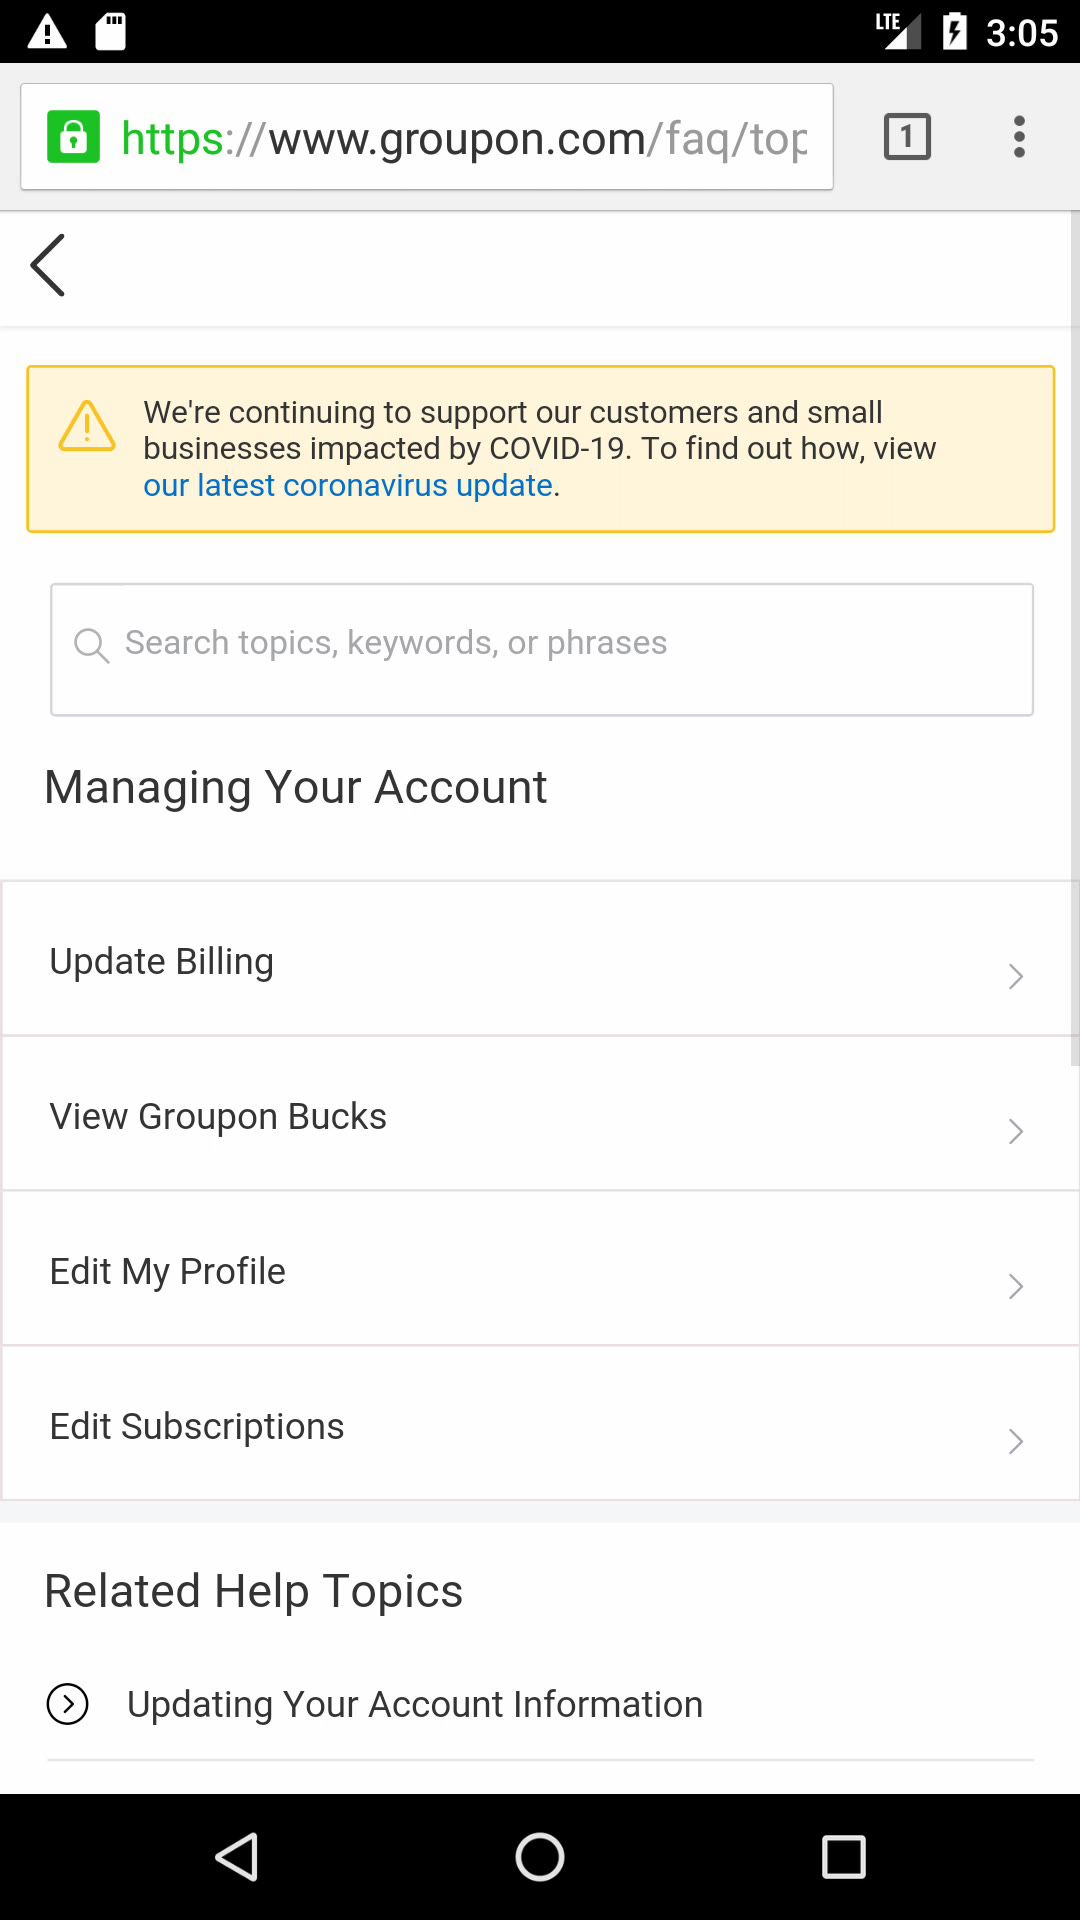 LTE 3:05
https://www.groupon.com/faq/top
1
We're continuing to support our customers and small
businesses impacted by COVID-19. To find out how, view
our latest coronavirus update.
Search topics, keywords, or phrases
Managing Your Account
Update Billing
View Groupon Bucks
Edit My Profile
Edit Subscriptions
Related Help Topics
Updating Your Account Information